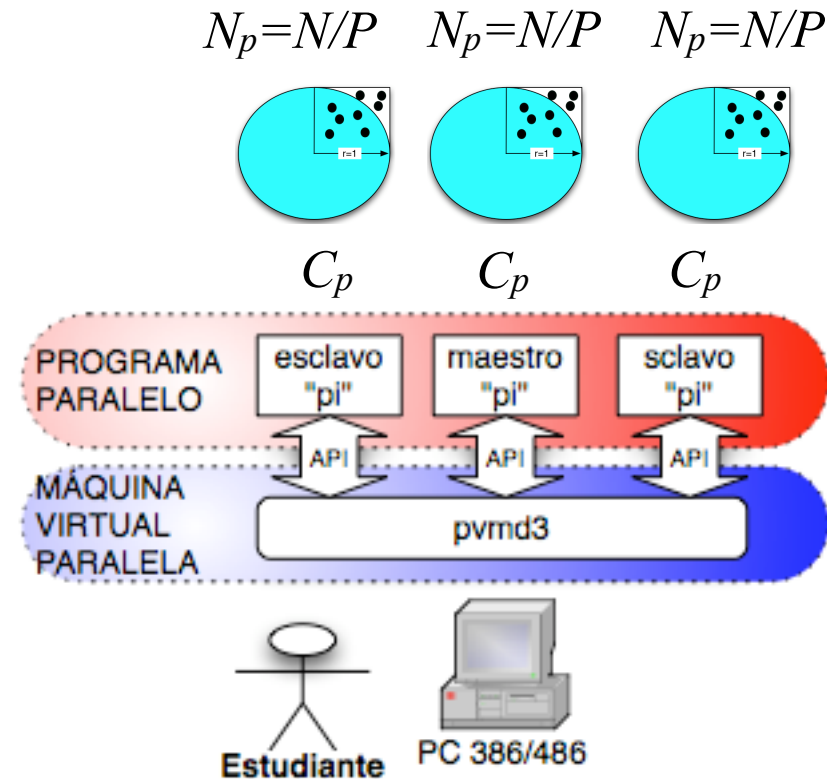 Np=N/P Np=N/P Np=N/P
r=1 r=1 r=1
Cp Cp Cp
PROGRAMA
PARALELO
esclavo
"pi"
maestro
"pi"
sclavo
"pi"
API API API
MÁQUINA
VIRTUAL
PARALELA
pvmd3
Estudiante
PC 386/486